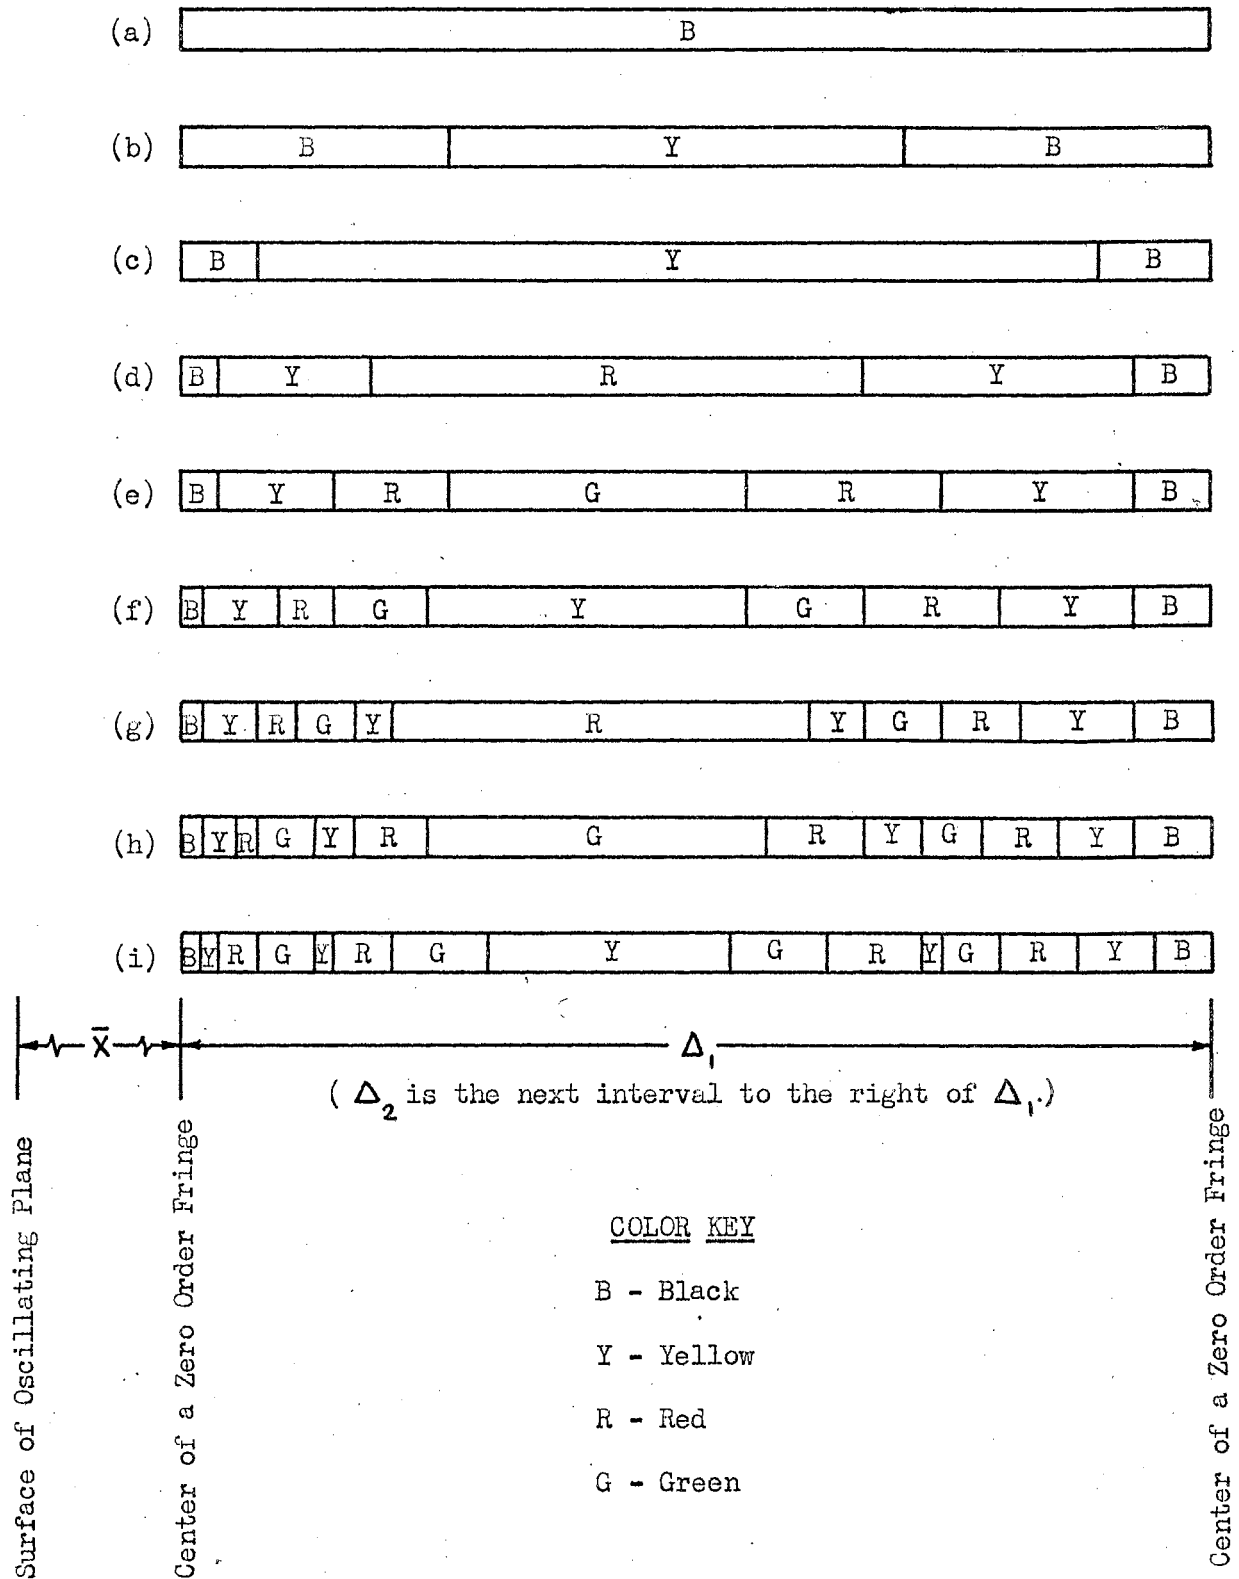 (a) B
(b) B Y B
(c) B Y B
(d) B Y R Y B
(e) B Y R G R Y B
(f) B Y R G Y G R Y B
(g) B Y R G Y R Y G R Y B
(h) B Y R G Y R G R Y G R Y B
(i) B Y R G Y R G Y G R Y G R Y B
x̄ Δ₁
( Δ₂ is the next interval to the right of Δ₁.)
Surface of Oscillating Plane
Center of a Zero Order Fringe
Center of a Zero Order Fringe
COLOR KEY
B - Black
Y - Yellow
R - Red
G - Green